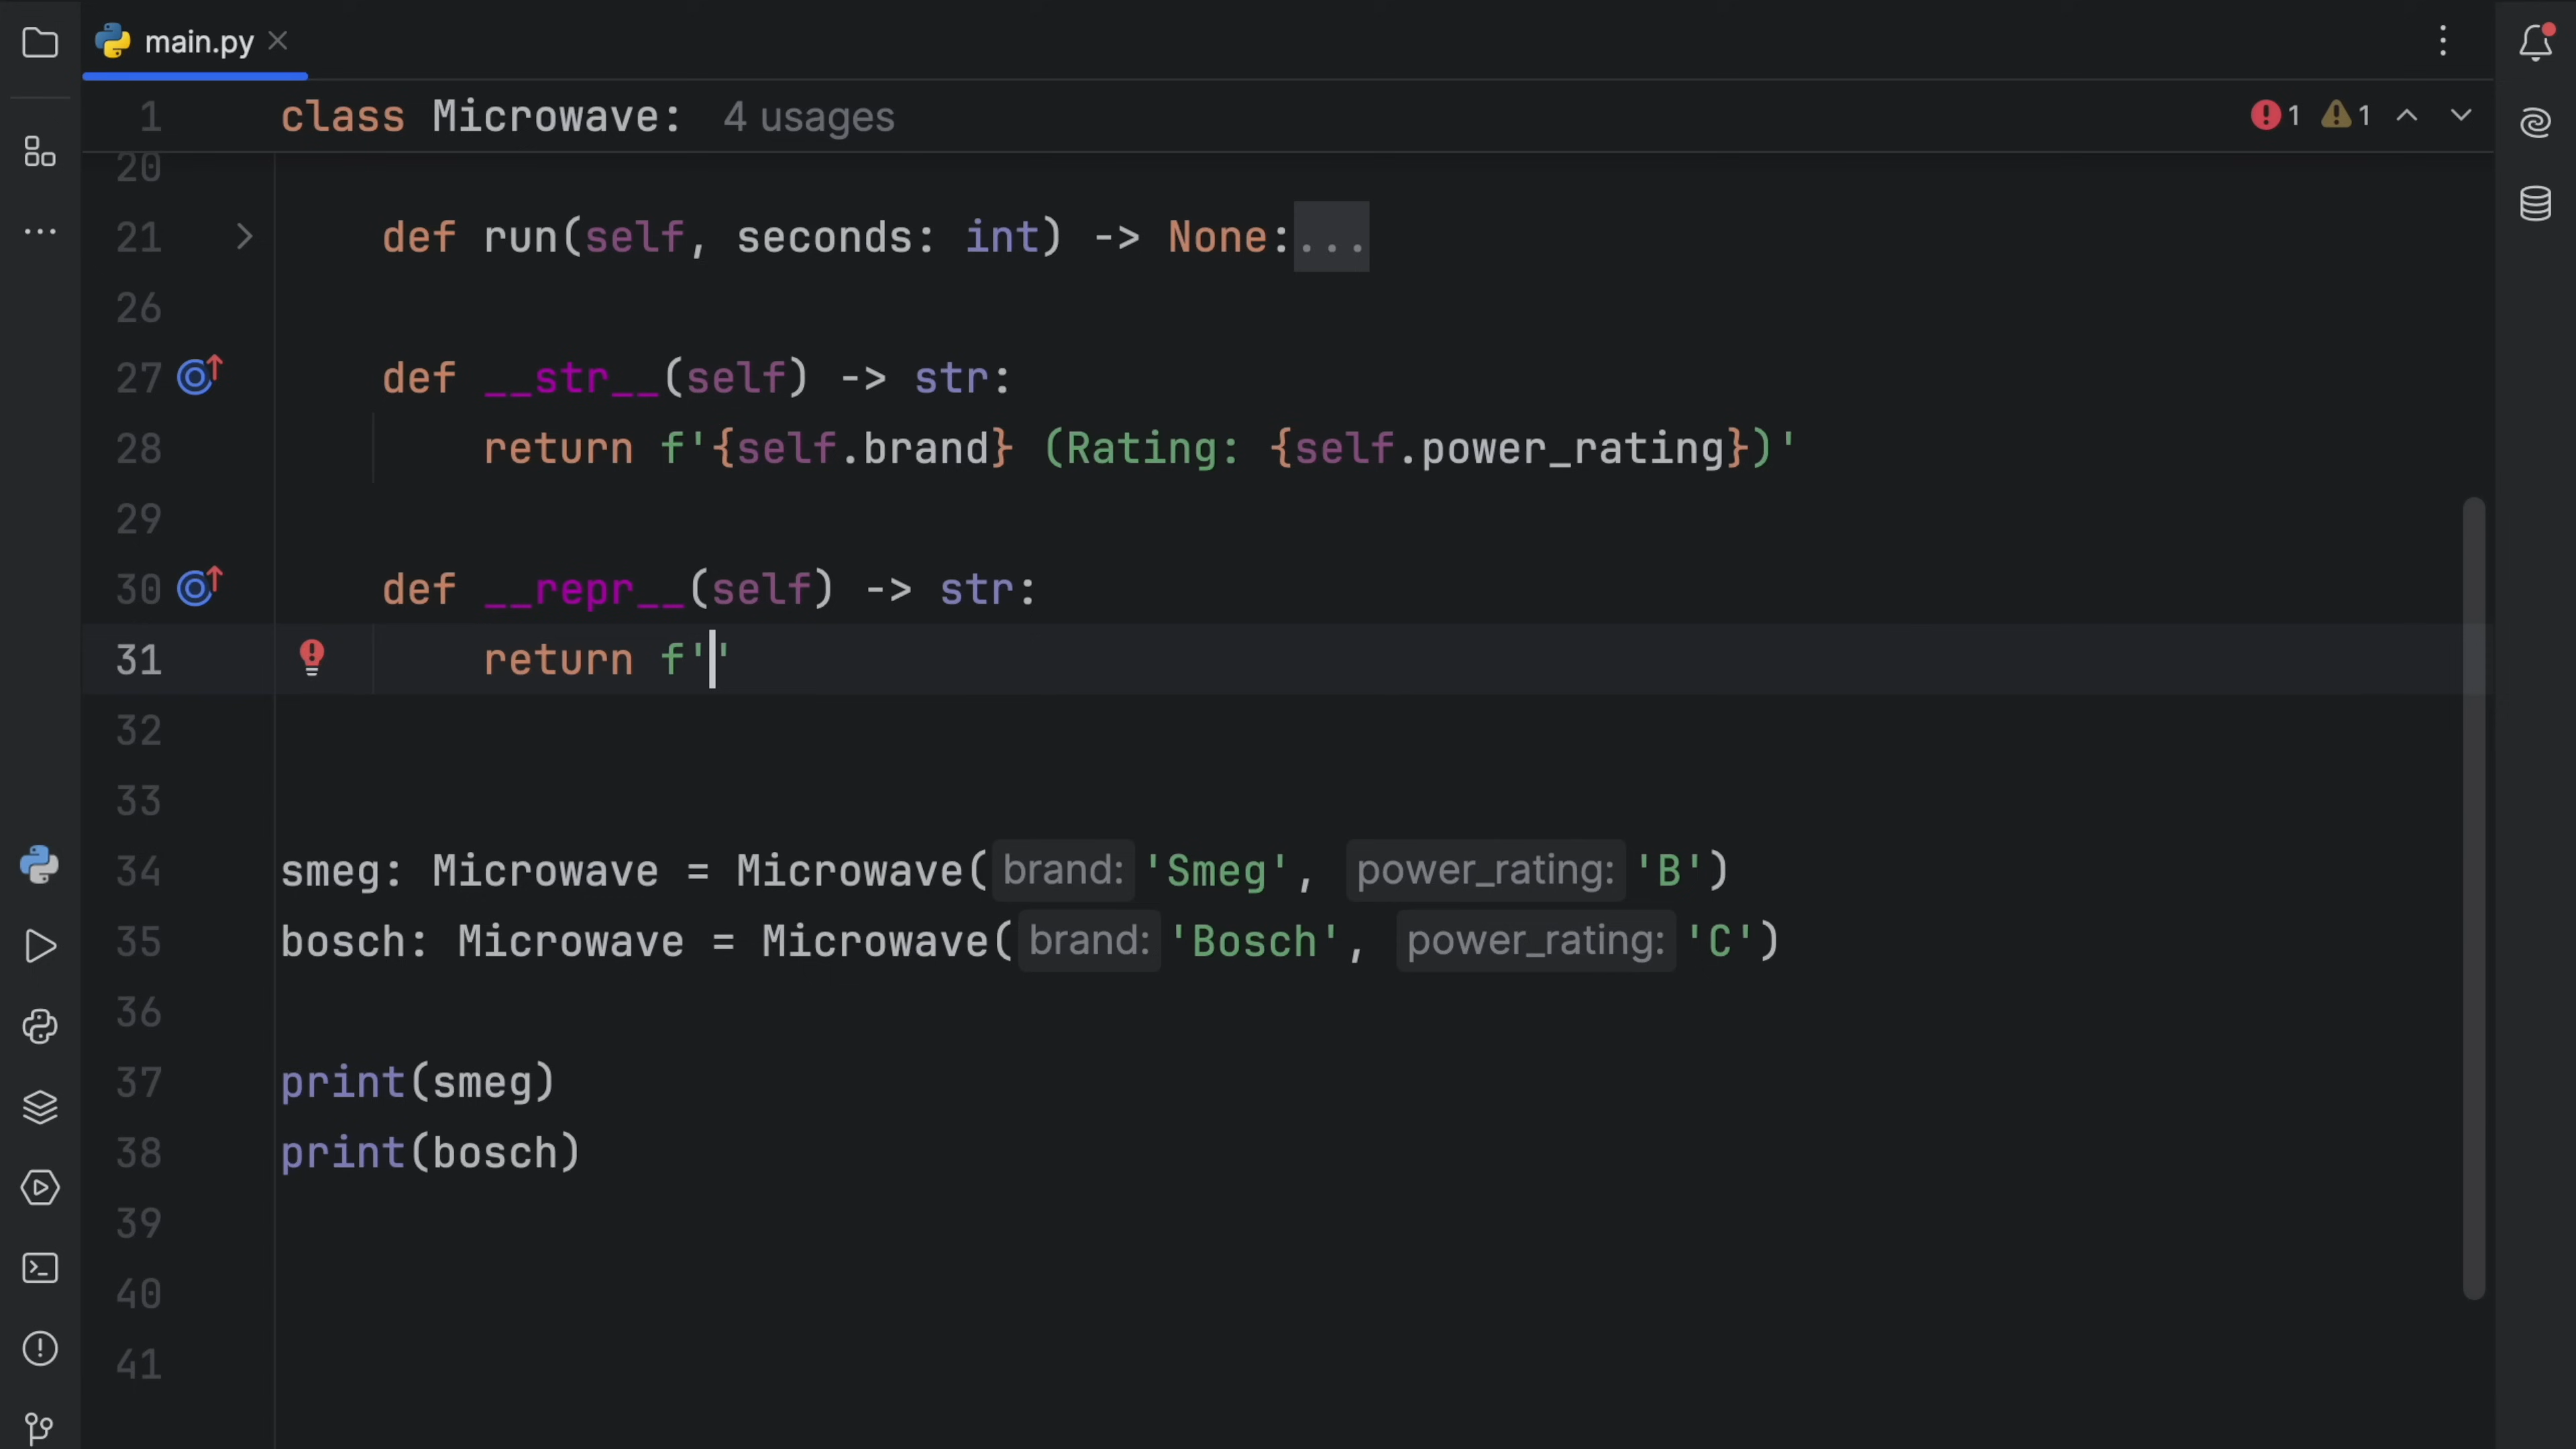 main.py
1 class Microwave: 4 usages 1 1
20
21 def run(self, seconds: int) -> None:...
26
27 def __str__(self) -> str:
28 return f'{self.brand} (Rating: {self.power_rating})'
29
30 def __repr__(self) -> str:
31 return f''
32
33
34 smeg: Microwave = Microwave( brand: 'Smeg', power_rating: 'B')
35 bosch: Microwave = Microwave( brand: 'Bosch', power_rating: 'C')
36
37 print(smeg)
38 print(bosch)
39
40
41